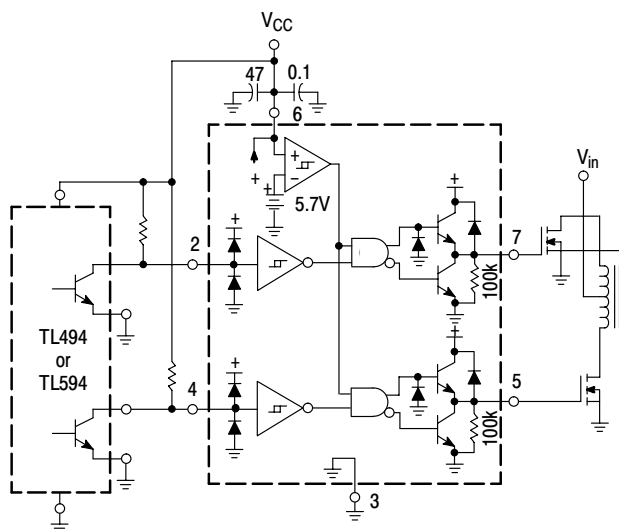 VCC
47
0.1
6
+
+
−
+
5.7V
Vin
+
+
2
7
100k
TL494
or
TL594
+
+
4
5
100k
3